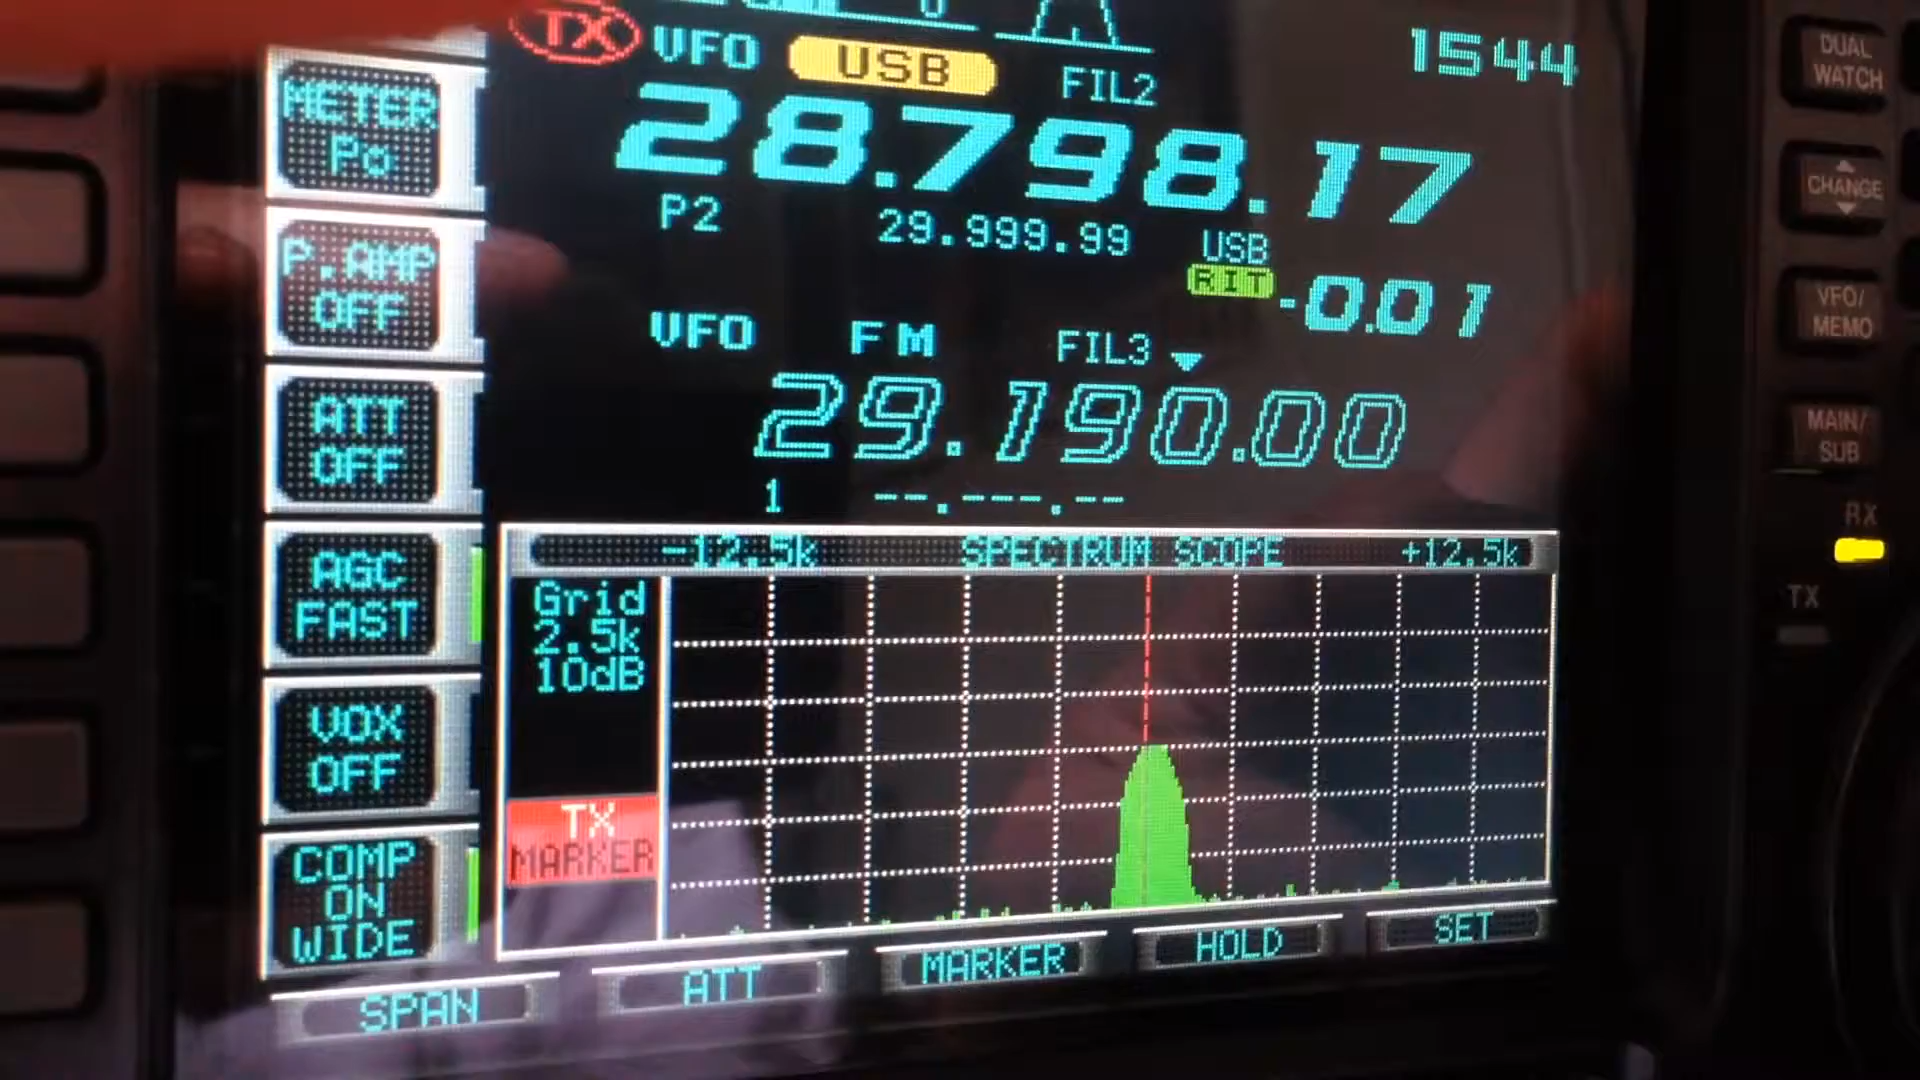 TX VFO USB FIL2 1544
28.798.17
P2 29.999.99 USB
RIT -0.01
VFO FM FIL3
29.190.00
1 --.---.--
-12.5k SPECTRUM SCOPE +12.5k
Grid
2.5k
10dB
TX
MARKER
METER
Po
P.AMP
OFF
ATT
OFF
AGC
FAST
VOX
OFF
COMP
ON
WIDE
SPAN ATT MARKER HOLD SET
DUAL
WATCH
CHANGE
VFO/
MEMO
MAIN/
SUB
RX
TX